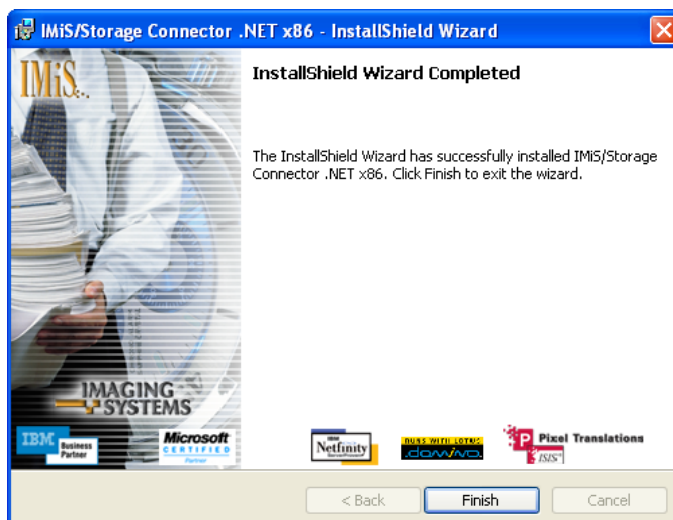 IMiS/Storage Connector .NET x86 - InstallShield Wizard
IMiS
InstallShield Wizard Completed
The InstallShield Wizard has successfully installed IMiS/Storage
Connector .NET x86. Click Finish to exit the wizard.
IMAGING
SYSTEMS
IBM Business
Partner
Microsoft
CERTIFIED
Partner
Netfinity
RUNS WITH LOTUS
domino.
Pixel Translations
ISIS
< Back
Finish
Cancel